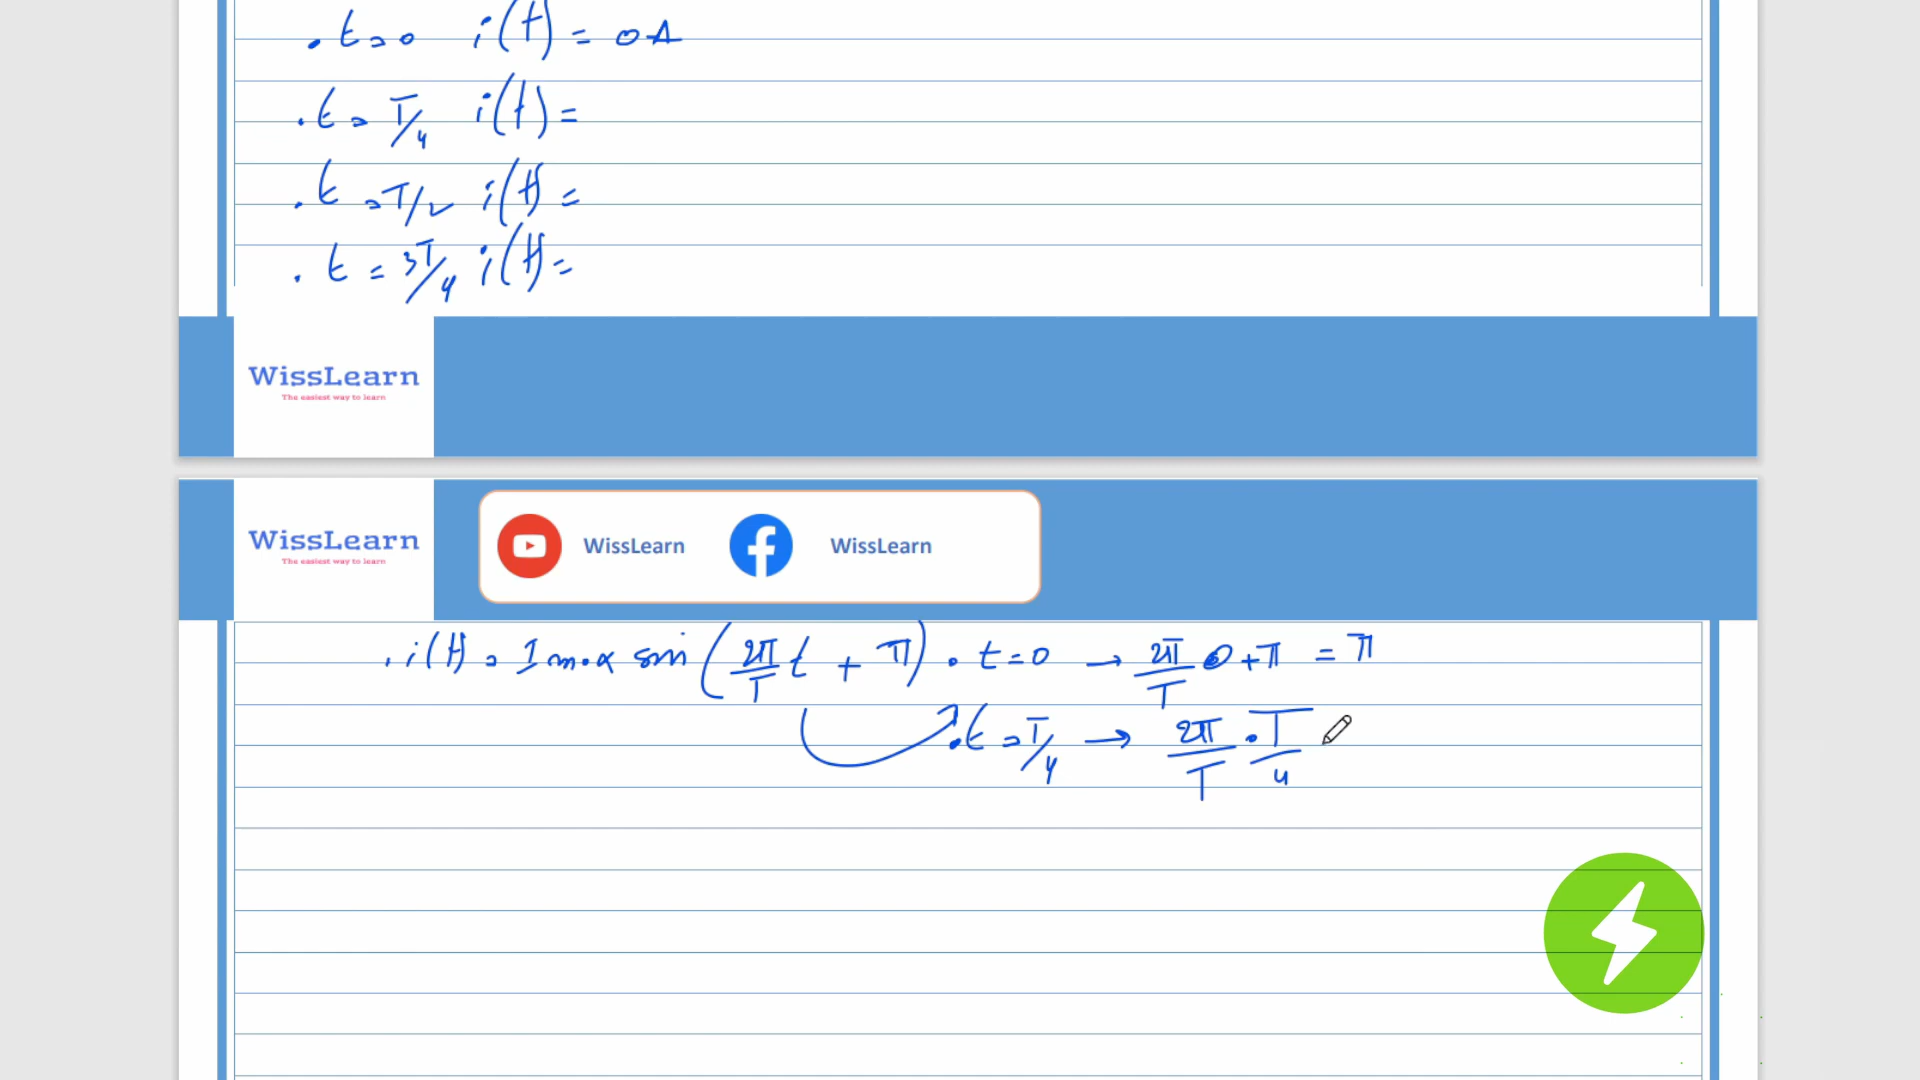 . t = 0 i(t) = 0A
. t = T/4 i(t) =
. t = T/2 i(t) =
. t = 3T/4 i(t) =
WissLearn
The easiest way to learn
WissLearn
The easiest way to learn
WissLearn
WissLearn
. i(t) = Imax sin(2π/T t + π) . t = 0 → 2π/T 0 + π = π
. t = T/4 → 2π/T . T/4